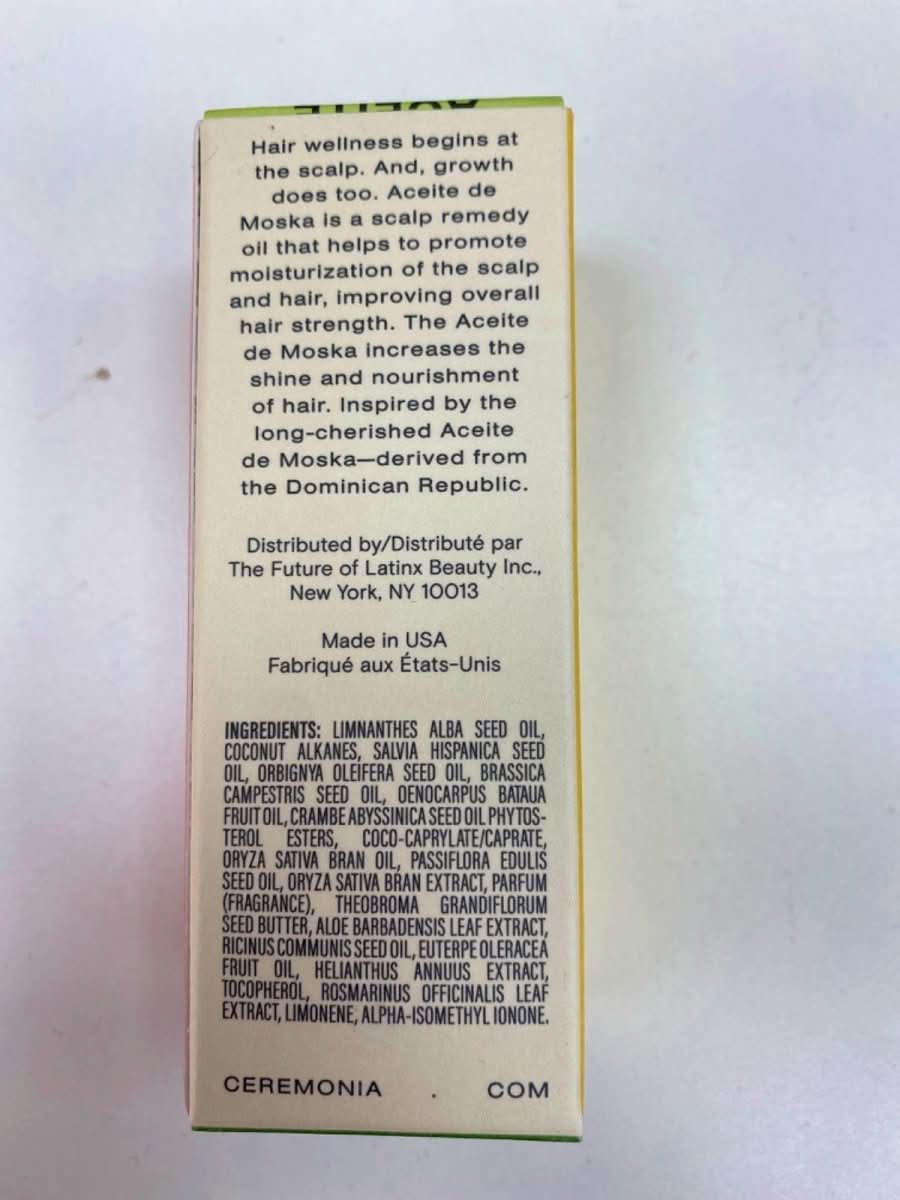 Hair wellness begins at
the scalp. And, growth
does too. Aceite de
Moska is a scalp remedy
oil that helps to promote
moisturization of the scalp
and hair, improving overall
hair strength. The Aceite
de Moska increases the
shine and nourishment
of hair. Inspired by the
long-cherished Aceite
de Moska—derived from
the Dominican Republic.
Distributed by/Distribué par
The Future of Latinx Beauty Inc.,
New York, NY 10013
Made in USA
Fabriqué aux États-Unis
INGREDIENTS: LIMNANTHES ALBA SEED OIL,
COCONUT ALKANES, SALVIA HISPANICA SEED
OIL, ORBIGNYA OLEIFERA SEED OIL, BRASSICA
CAMPESTRIS SEED OIL, OENOCARPUS BATAUA
FRUIT OIL, CRAMBE ABYSSINICA SEED OIL PHYTOS-
TEROL ESTERS, COCO-CAPRYLATE/CAPRATE,
ORYZA SATIVA BRAN OIL, PASSIFLORA EDULIS
SEED OIL, ORYZA SATIVA BRAN EXTRACT, PARFUM
(FRAGRANCE), THEOBROMA GRANDIFLORUM
SEED BUTTER, ALOE BARBADENSIS LEAF EXTRACT,
RICINUS COMMUNIS SEED OIL, EUTERPE OLERACEA
FRUIT OIL, HELIANTHUS ANNUUS EXTRACT,
TOCOPHEROL, ROSMARINUS OFFICINALIS LEAF
EXTRACT, LIMONENE, ALPHA-ISOMETHYL IONONE.
CEREMONIA . COM